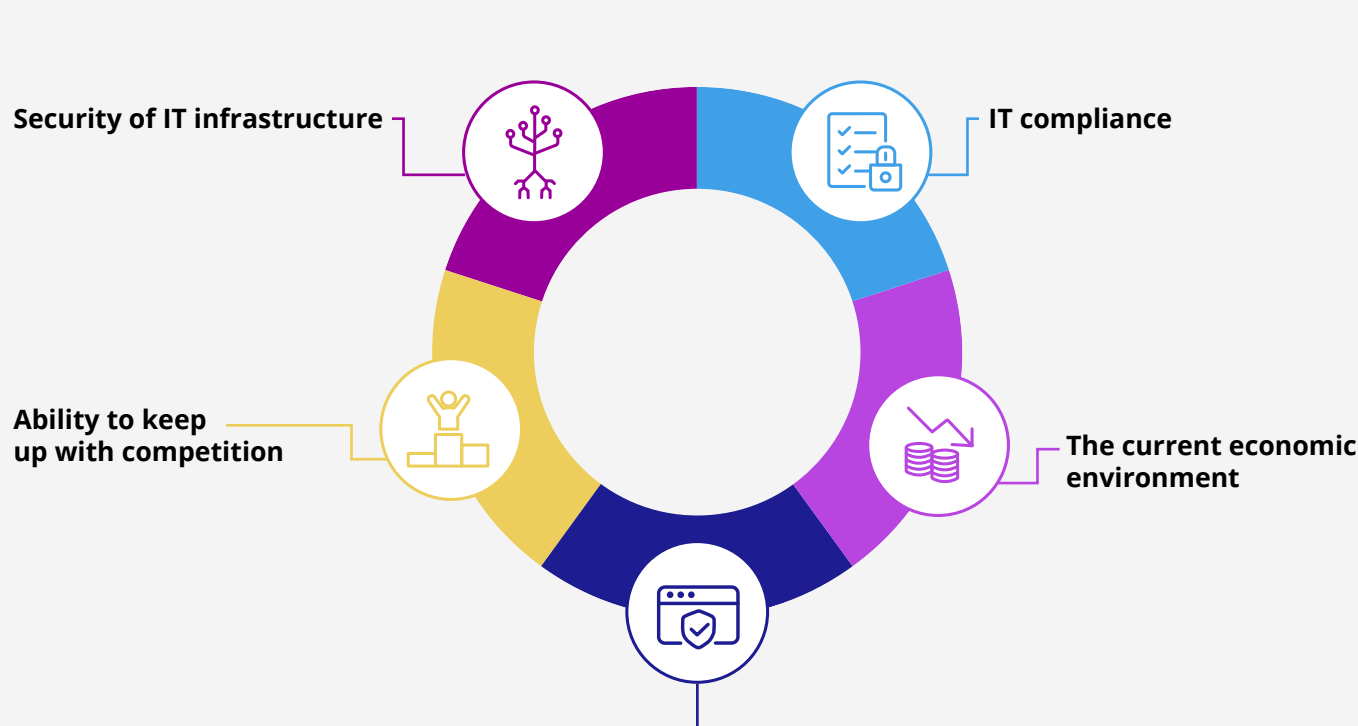 Security of IT infrastructure
IT compliance
Ability to keep
up with competition
The current economic
environment